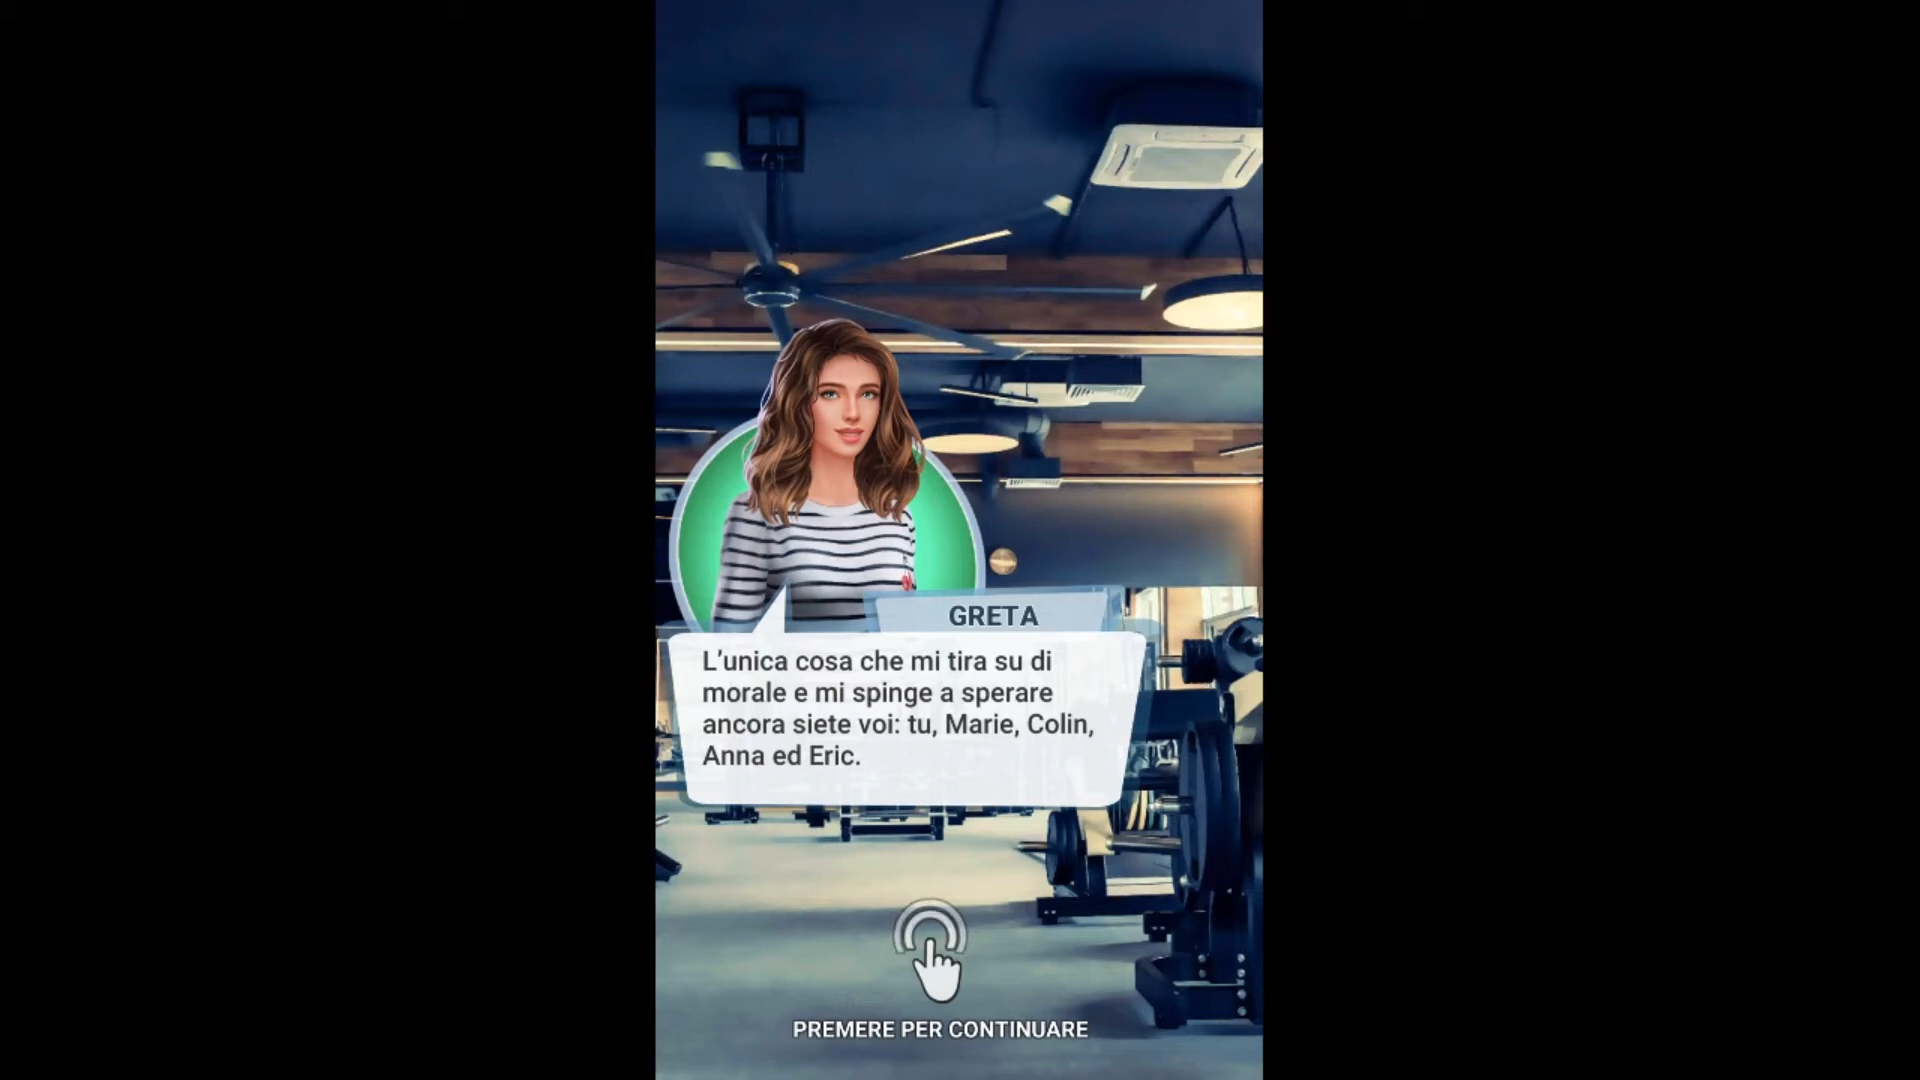 GRETA
L’unica cosa che mi tira su di
morale e mi spinge a sperare
ancora siete voi: tu, Marie, Colin,
Anna ed Eric.
PREMERE PER CONTINUARE